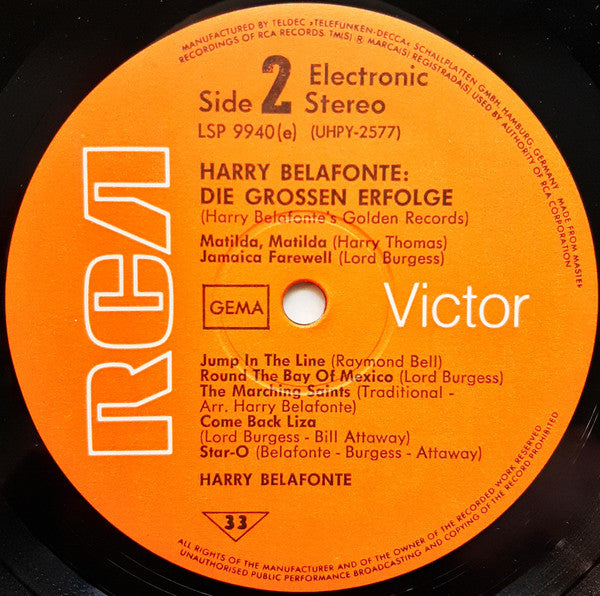 MANUFACTURED BY TELDEC »TELEFUNKEN-DECCA« SCHALLPLATTEN GMBH, HAMBURG, GERMANY MADE FROM MASTER
RECORDINGS OF RCA RECORDS. TM(S) ® MARCA(S) REGISTRADA(S) USED BY AUTHORITY OF RCA CORPORATION
Side 2 Electronic Stereo
LSP 9940(e) (UHPY-2577)
HARRY BELAFONTE:
DIE GROSSEN ERFOLGE
(Harry Belafonte's Golden Records)
Matilda, Matilda (Harry Thomas)
Jamaica Farewell (Lord Burgess)
RCA
GEMA
Victor
Jump In The Line (Raymond Bell)
Round The Bay Of Mexico (Lord Burgess)
The Marching Saints (Traditional -
Arr. Harry Belafonte)
Come Back Liza
(Lord Burgess - Bill Attaway)
Star-O (Belafonte - Burgess - Attaway)
HARRY BELAFONTE
33
ALL RIGHTS OF THE MANUFACTURER AND OF THE OWNER OF THE RECORDED WORK RESERVED
UNAUTHORISED PUBLIC PERFORMANCE BROADCASTING AND COPYING OF THE RECORD PROHIBITED